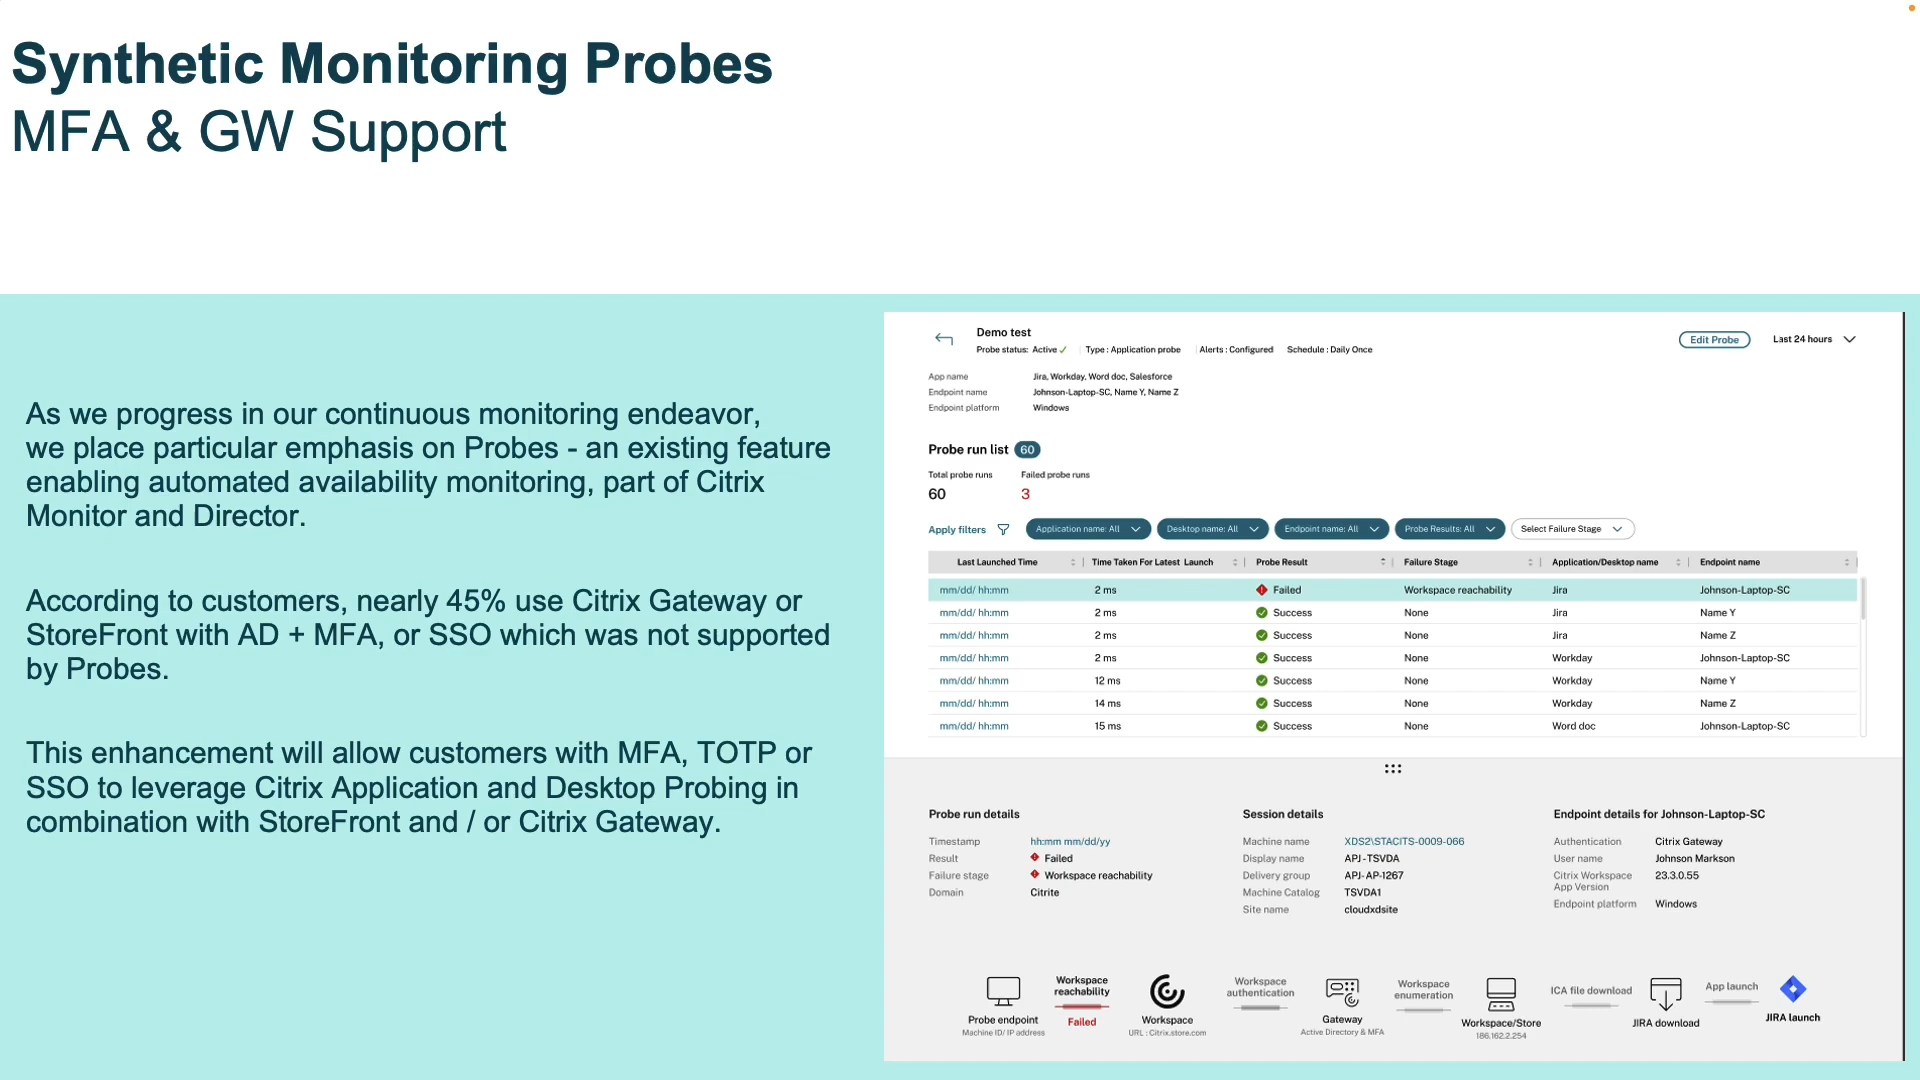 Synthetic Monitoring Probes
MFA & GW Support
As we progress in our continuous monitoring endeavor,
we place particular emphasis on Probes - an existing feature
enabling automated availability monitoring, part of Citrix
Monitor and Director.
According to customers, nearly 45% use Citrix Gateway or
StoreFront with AD + MFA, or SSO which was not supported
by Probes.
This enhancement will allow customers with MFA, TOTP or
SSO to leverage Citrix Application and Desktop Probing in
combination with StoreFront and / or Citrix Gateway.
Demo test
Probe status: Active Type : Application probe Alerts : Configured Schedule : Daily Once
Edit Probe Last 24 hours
App name Jira, Workday, Word doc, Salesforce
Endpoint name Johnson-Laptop-SC, Name Y, Name Z
Endpoint platform Windows
Probe run list 60
Total probe runs Failed probe runs
60 3
Apply filters Application name: All Desktop name: All Endpoint name: All Probe Results: All Select Failure Stage
Last Launched Time Time Taken For Latest Launch Probe Result Failure Stage Application/Desktop name Endpoint name
mm/dd/ hh:mm 2 ms Failed Workspace reachability Jira Johnson-Laptop-SC
mm/dd/ hh:mm 2 ms Success None Jira Name Y
mm/dd/ hh:mm 2 ms Success None Jira Name Z
mm/dd/ hh:mm 2 ms Success None Workday Johnson-Laptop-SC
mm/dd/ hh:mm 12 ms Success None Workday Name Y
mm/dd/ hh:mm 14 ms Success None Workday Name Z
mm/dd/ hh:mm 15 ms Success None Word doc Johnson-Laptop-SC
Probe run details
Timestamp hh:mm mm/dd/yy
Result Failed
Failure stage Workspace reachability
Domain Citrite
Session details
Machine name XDS2\STACITS-0009-066
Display name APJ - TSVDA
Delivery group APJ- AP-1267
Machine Catalog TSVDA1
Site name cloudxdsite
Endpoint details for Johnson-Laptop-SC
Authentication Citrix Gateway
User name Johnson Markson
Citrix Workspace 23.3.0.55
App Version
Endpoint platform Windows
Probe endpoint
Machine ID/ IP address
Workspace
reachability
Failed
Workspace
URL : Citrix.store.com
Workspace
authentication
Gateway
Active Directory & MFA
Workspace
enumeration
Workspace/Store
186.162.2.254
ICA file download
JIRA download
App launch
JIRA launch